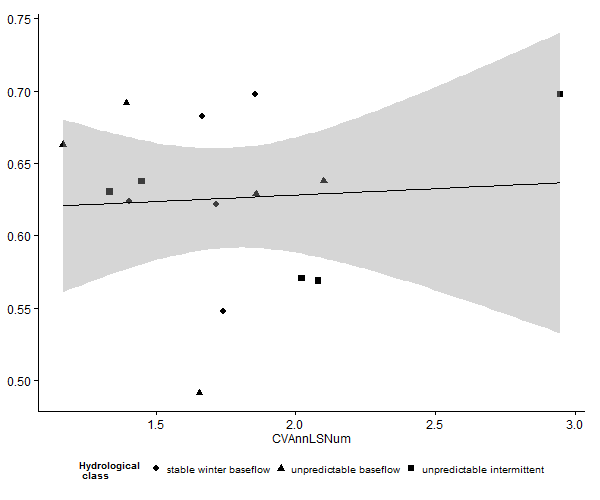 0.75
0.70
0.65
0.60
0.55
0.50
1.5 2.0 2.5 3.0
CVAnnLSNum
Hydrological
class
stable winter baseflow unpredictable baseflow unpredictable intermittent